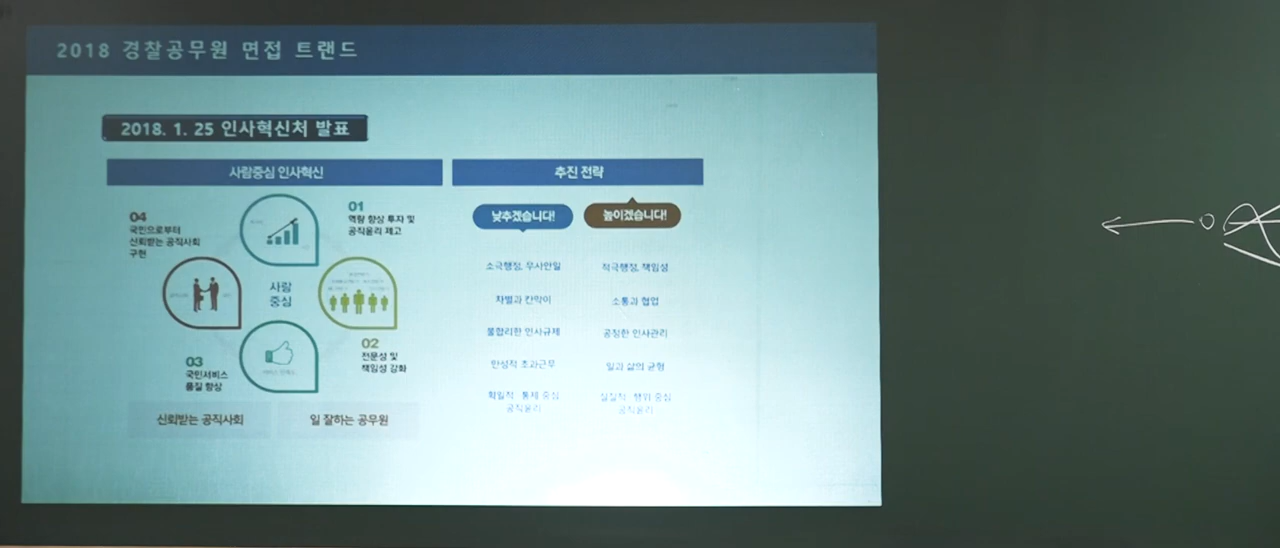 2018 경찰공무원 면접 트랜드
2018. 1. 25 인사혁신처 발표
사람중심 인사혁신
01
역량 향상 투자 및
공직윤리 제고
04
국민으로부터
신뢰받는 공직사회
구현
사람
중심
02
전문성 및
책임성 강화
03
국민서비스
품질 향상
신뢰받는 공직사회
일 잘하는 공무원
추진 전략
낮추겠습니다!
높이겠습니다!
소극행정, 무사안일
적극행정, 책임성
차별과 칸막이
소통과 협업
불합리한 인사규제
공정한 인사관리
만성적 초과근무
일과 삶의 균형
획일적·통제 중심
공직윤리
실질적·행위 중심
공직윤리